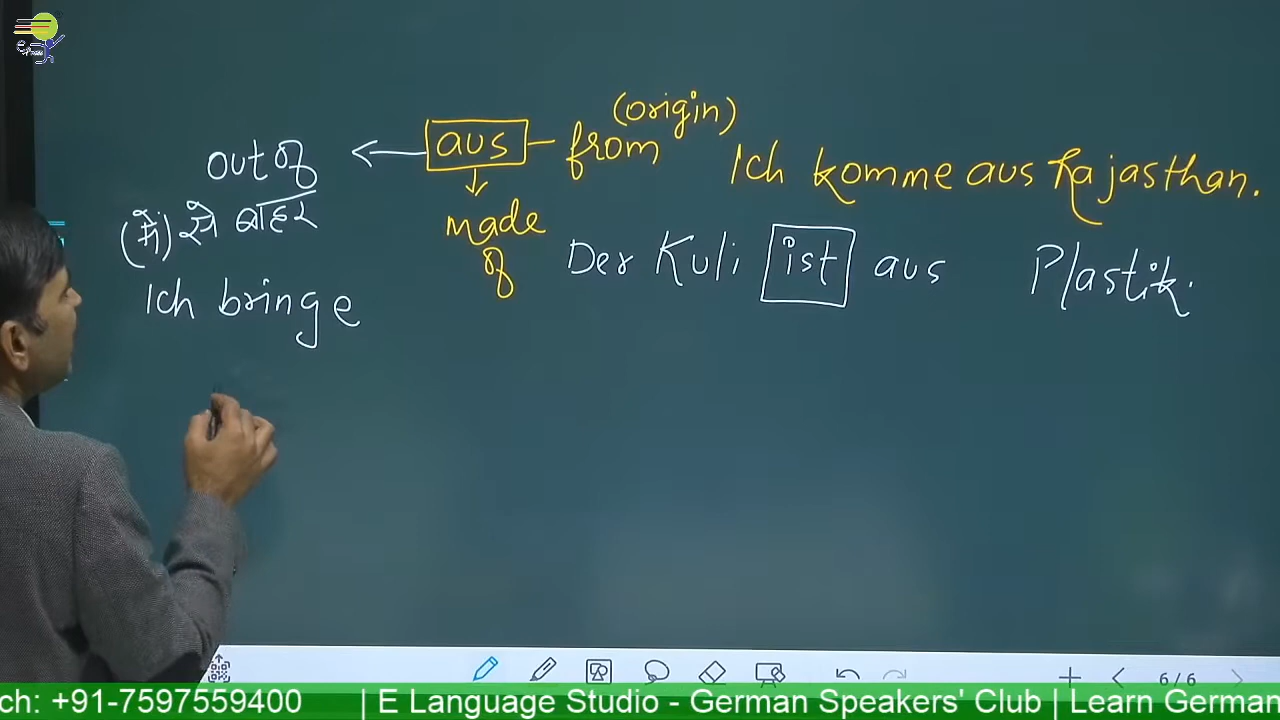 (origin)
out of ← aus – from
Ich komme aus Rajasthan.
(में) से बाहर
made of
Der Kuli ist aus Plastik.
Ich bringe
6/6
ch: +91-7597559400 | E Language Studio - German Speakers' Club | Learn German